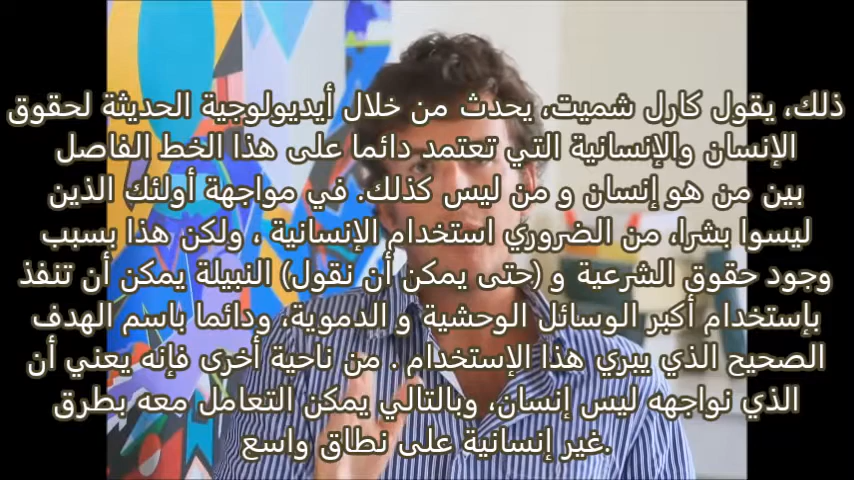 ذلك، يقول كارل شميت، يحدث من خلال أيديولوجية الحديثة لحقوق
الإنسان والإنسانية التي تعتمد دائما على هذا الخط الفاصل
بين من هو إنسان و من ليس كذلك. في مواجهة أولئك الذين
ليسوا بشرا، من الضروري استخدام الإنسانية ، ولكن هذا بسبب
وجود حقوق الشرعية و (حتى يمكن أن نقول) النبيلة يمكن أن تنفذ
بإستخدام أكبر الوسائل الوحشية و الدموية، ودائما باسم الهدف
الصحيح الذي يبري هذا الإستخدام . من ناحية أخرى فإنه يعني أن
الذي نواجهه ليس إنسان، وبالتالي يمكن التعامل معه بطرق
غير إنسانية على نطاق واسع.